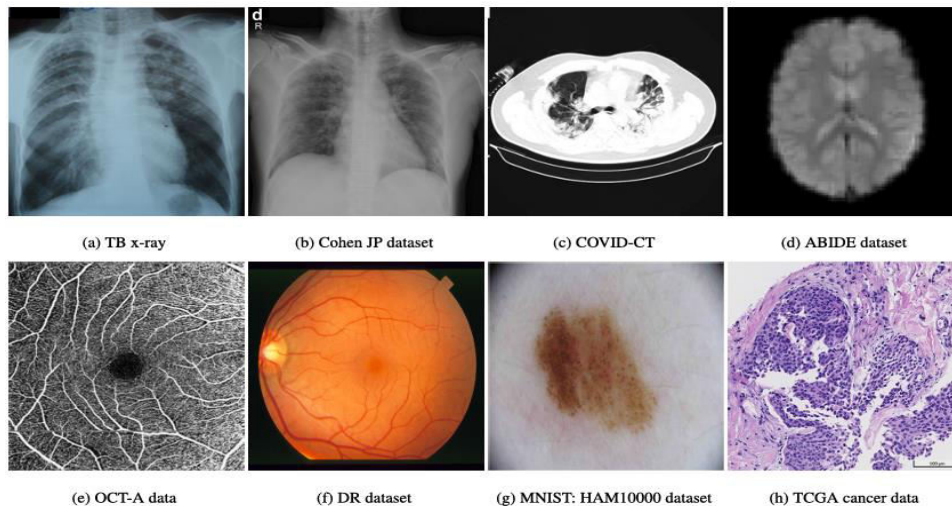 d
R
(a) TB x-ray
(b) Cohen JP dataset
(c) COVID-CT
(d) ABIDE dataset
(e) OCT-A data
(f) DR dataset
(g) MNIST: HAM10000 dataset
(h) TCGA cancer data